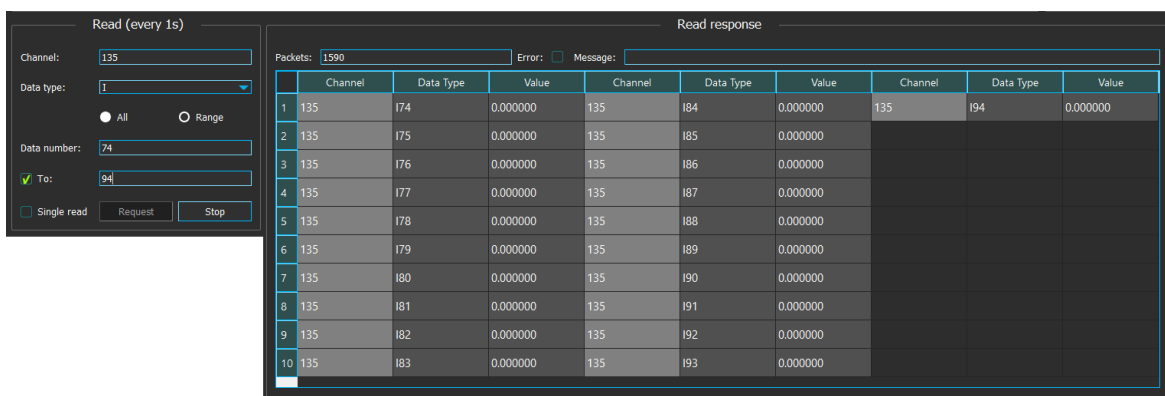 Read (every 1s)
Channel: 135
Data type: I
All Range
Data number: 74
To: 94
Single read Request Stop
Read response
Packets: 1590 Error: Message:
Channel Data Type Value Channel Data Type Value Channel Data Type Value
1 135 I74 0.000000 135 I84 0.000000 135 I94 0.000000
2 135 I75 0.000000 135 I85 0.000000
3 135 I76 0.000000 135 I86 0.000000
4 135 I77 0.000000 135 I87 0.000000
5 135 I78 0.000000 135 I88 0.000000
6 135 I79 0.000000 135 I89 0.000000
7 135 I80 0.000000 135 I90 0.000000
8 135 I81 0.000000 135 I91 0.000000
9 135 I82 0.000000 135 I92 0.000000
10 135 I83 0.000000 135 I93 0.000000